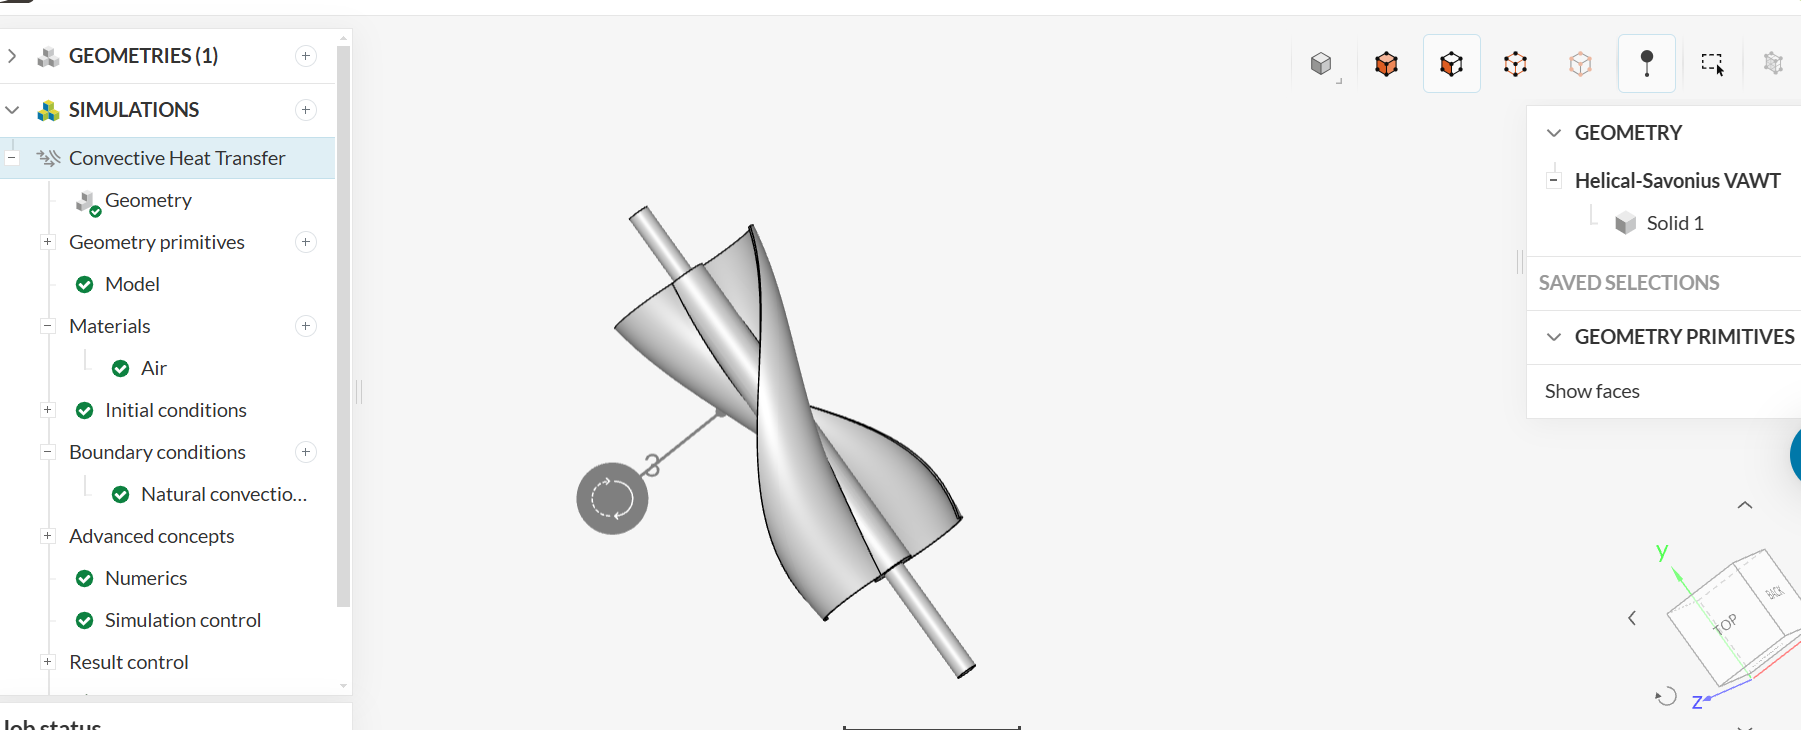 GEOMETRIES (1)
SIMULATIONS
Convective Heat Transfer
Geometry
Geometry primitives
Model
Materials
Air
Initial conditions
Boundary conditions
Natural convectio...
Advanced concepts
Numerics
Simulation control
Result control
Job status
3
GEOMETRY
Helical-Savonius VAWT
Solid 1
SAVED SELECTIONS
GEOMETRY PRIMITIVES
Show faces
y
BACK
TOP
z